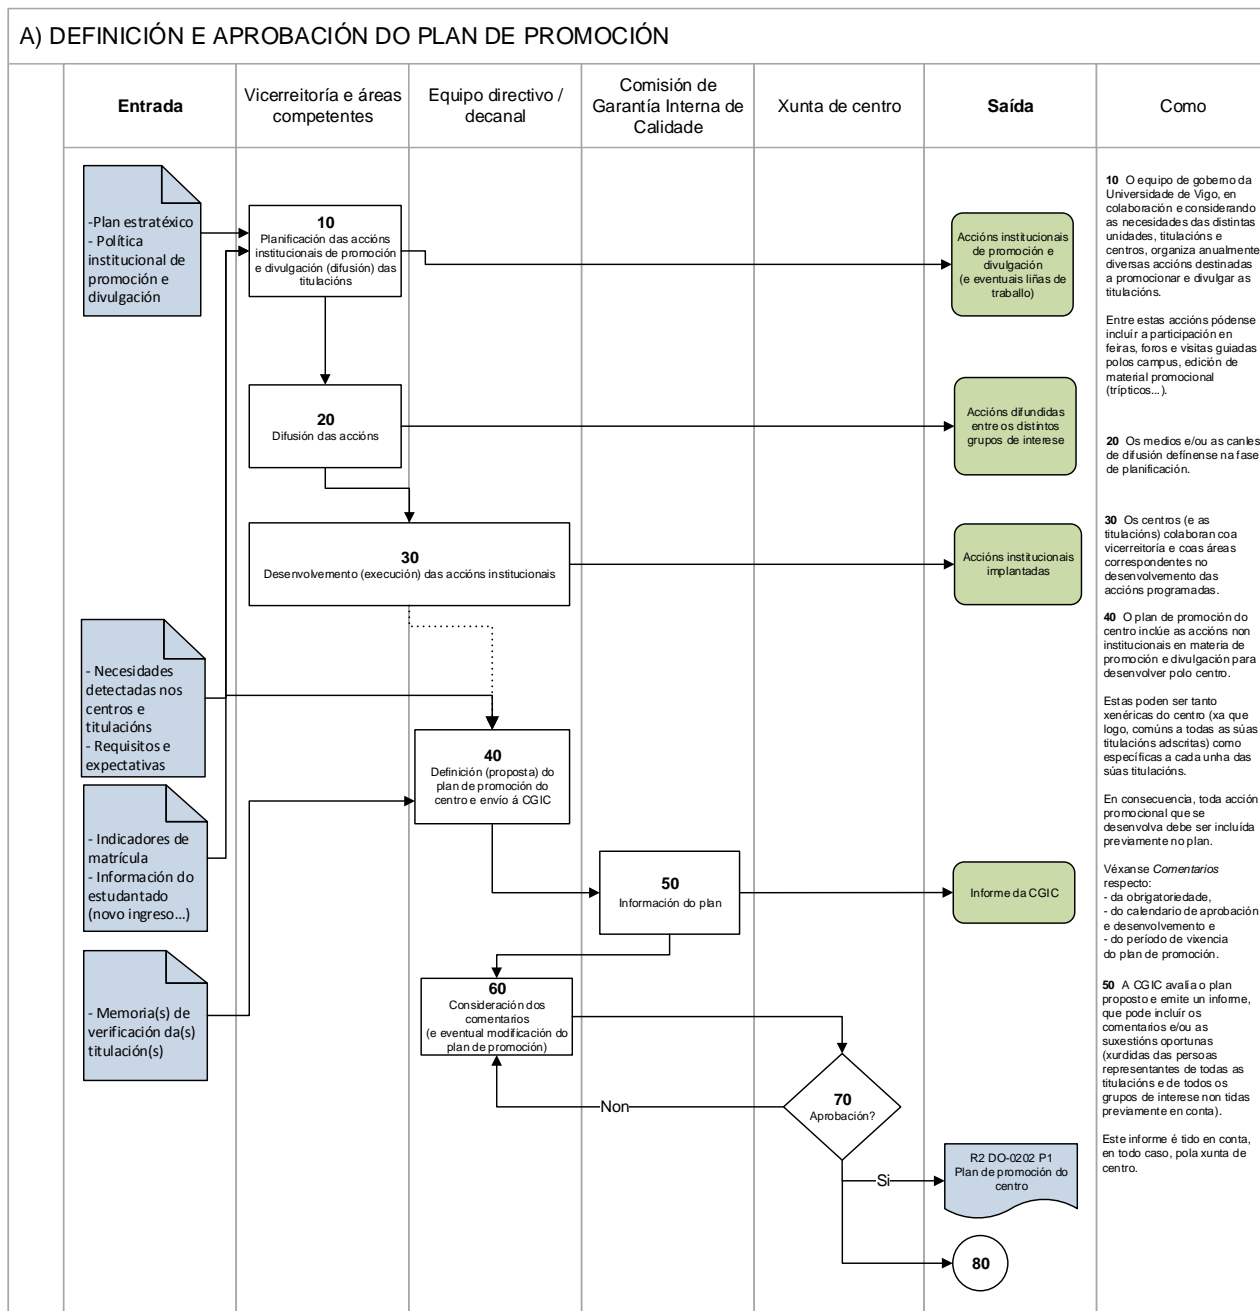 A) DEFINICIÓN E APROBACIÓN DO PLAN DE PROMOCIÓN
Entrada
Vicerreitoría e áreas
competentes
Equipo directivo /
decanal
Comisión de
Garantía Interna de
Calidade
Xunta de centro
Saída
Como
-Plan estratéxico
- Política
institucional de
promoción e
divulgación
10
Planificación das accións
institucionais de promoción
e divulgación (difusión) das
titulacións
Accións institucionais
de promoción e
divulgación
(e eventuais liñas de
traballo)
20
Difusión das accións
Accións difundidas
entre os distintos
grupos de interese
30
Desenvolvemento (execución) das accións institucionais
Accións institucionais
implantadas
- Necesidades
detectadas nos
centros e
titulacións
- Requisitos e
expectativas
40
Definición (proposta) do
plan de promoción do
centro e envío á CGIC
- Indicadores de
matrícula
- Información do
estudantado
(novo ingreso...)
50
Información do plan
Informe da CGIC
- Memoria(s) de
verificación da(s)
titulación(s)
60
Consideración dos
comentarios
(e eventual modificación do
plan de promoción)
70
Aprobación?
Non
Si
R2 DO-0202 P1
Plan de promoción do
centro
80
10 O equipo de goberno da
Universidade de Vigo, en
colaboración e considerando
as necesidades das distintas
unidades, titulacións e
centros, organiza anualmente
diversas accións destinadas
a promocionar e divulgar as
titulacións.
Entre estas accións pódense
incluír a participación en
feiras, foros e visitas guiadas
polos campus, edición de
material promocional
(trípticos...).
20 Os medios e/ou as canles
de difusión defínense na fase
de planificación.
30 Os centros (e as
titulacións) colaboran coa
vicerreitoría e coas áreas
correspondentes no
desenvolvemento das
accións programadas.
40 O plan de promoción do
centro inclúe as accións non
institucionais en materia de
promoción e divulgación para
desenvolver polo centro.
Estas poden ser tanto
xenéricas do centro (xa que
logo, comúns a todas as súas
titulacións adscritas) como
específicas a cada unha das
súas titulacións.
En consecuencia, toda acción
promocional que se
desenvolva debe ser incluída
previamente no plan.
Véxanse Comentarios
respecto:
- da obrigatoriedade,
- do calendario de aprobación
e desenvolvemento e
- do período de vixencia
do plan de promoción.
50 A CGIC avalía o plan
proposto e emite un informe,
que pode incluír os
comentarios e/ou as
suxestións oportunas
(xurdidas das persoas
representantes de todas as
titulacións e de todos os
grupos de interese non tidas
previamente en conta).
Este informe é tido en conta,
en todo caso, pola xunta de
centro.